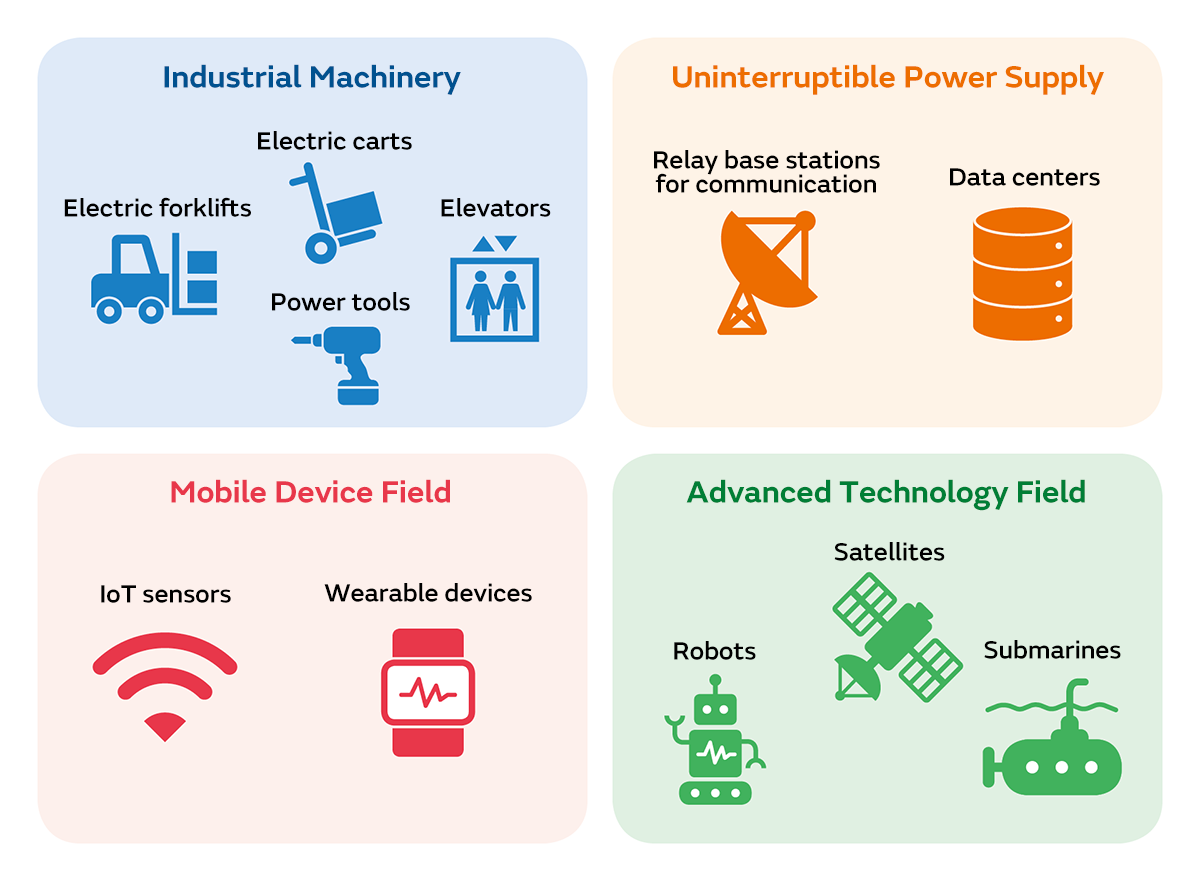 Industrial Machinery
Electric carts
Electric forklifts
Elevators
Power tools
Uninterruptible Power Supply
Relay base stations
for communication
Data centers
Mobile Device Field
IoT sensors
Wearable devices
Advanced Technology Field
Satellites
Robots
Submarines